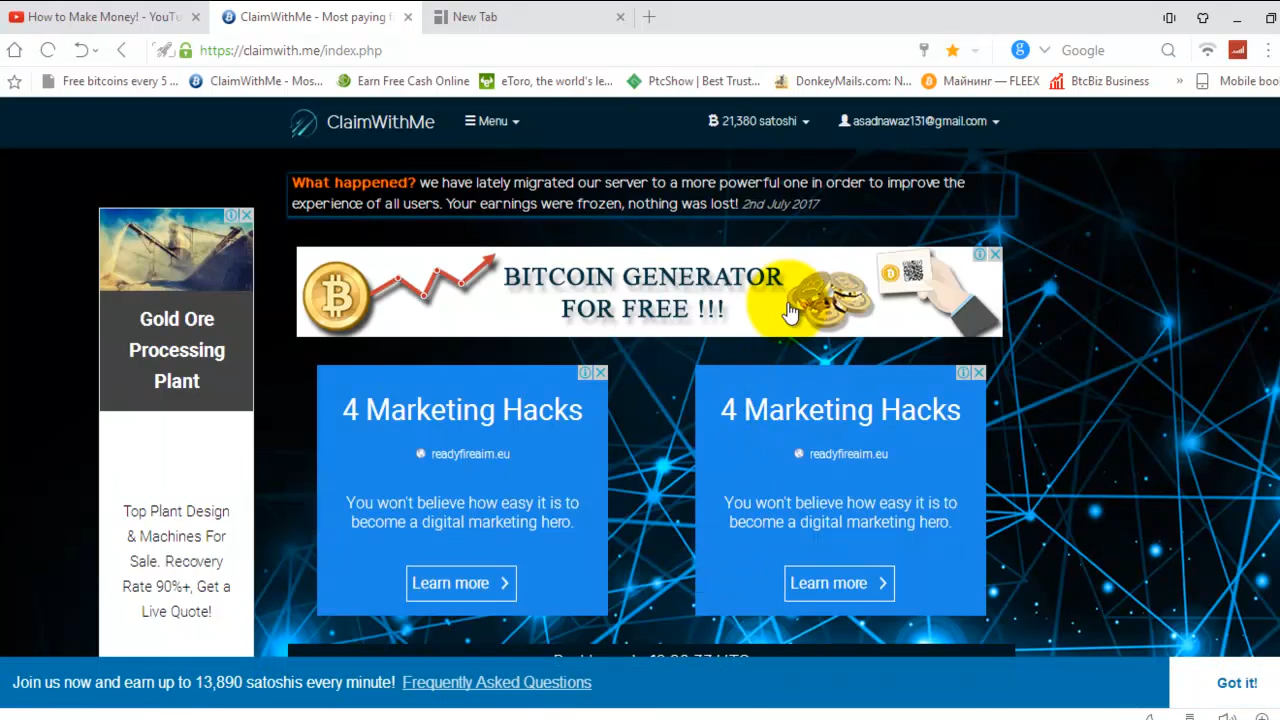 How to Make Money! - YouTu
ClaimWithMe - Most paying f
New Tab
https://claimwith.me/index.php
Google
Free bitcoins every 5 ...
ClaimWithMe - Mos...
Earn Free Cash Online
eToro, the world's le...
PtcShow | Best Trust...
DonkeyMails.com: N...
Майнинг — FLEEX
BtcBiz Business
»
Mobile boo
ClaimWithMe
Menu
21,380 satoshi
asadnawaz131@gmail.com
What happened? we have lately migrated our server to a more powerful one in order to improve the
experience of all users. Your earnings were frozen, nothing was lost! 2nd July 2017
BITCOIN GENERATOR
FOR FREE !!!
Gold Ore
Processing
Plant
Top Plant Design
& Machines For
Sale. Recovery
Rate 90%+, Get a
Live Quote!
4 Marketing Hacks
readyfireaim.eu
You won't believe how easy it is to
become a digital marketing hero.
Learn more
4 Marketing Hacks
readyfireaim.eu
You won't believe how easy it is to
become a digital marketing hero.
Learn more
Join us now and earn up to 13,890 satoshis every minute! Frequently Asked Questions
Got it!